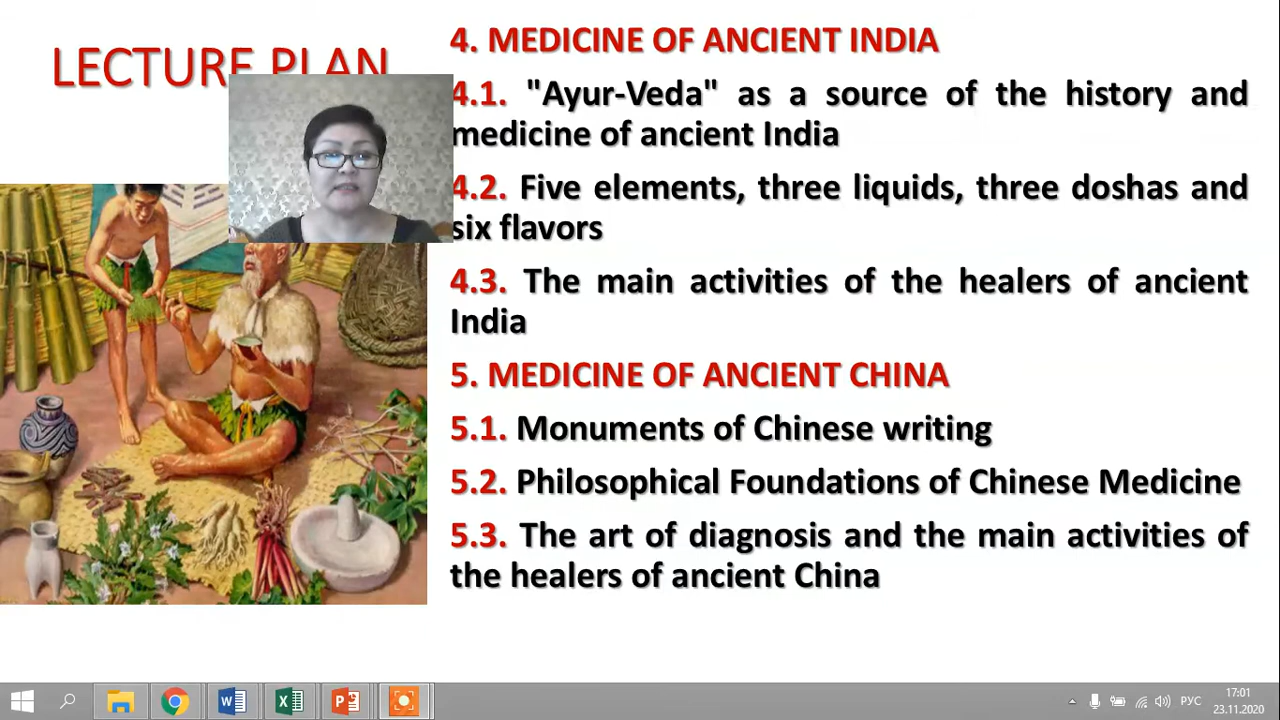 LECTURE PLAN
4. MEDICINE OF ANCIENT INDIA
4.1. "Ayur-Veda" as a source of the history and
medicine of ancient India
4.2. Five elements, three liquids, three doshas and
six flavors
4.3. The main activities of the healers of ancient
India
5. MEDICINE OF ANCIENT CHINA
5.1. Monuments of Chinese writing
5.2. Philosophical Foundations of Chinese Medicine
5.3. The art of diagnosis and the main activities of
the healers of ancient China
РУС
17:01
23.11.2020